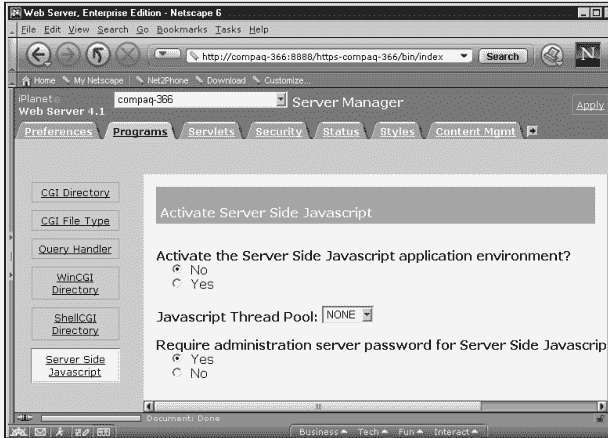 Web Server, Enterprise Edition - Netscape 6
File Edit View Search Go Bookmarks Tasks Help
http://compaq-366:8888/https-compaq-366/bin/index Search N
Home My Netscape Net2Phone Download Customize...
iPlanet
Web Server 4.1
compaq-366 Server Manager Apply
Preferences Programs Servlets Security Status Styles Content Mgmt
CGI Directory
CGI File Type
Query Handler
WinCGI
Directory
ShellCGI
Directory
Server Side
Javascript
Activate Server Side Javascript
Activate the Server Side Javascript application environment?
No
Yes
Javascript Thread Pool: NONE
Require administration server password for Server Side Javascrip
Yes
No
Document: Done
Business Tech Fun Interact